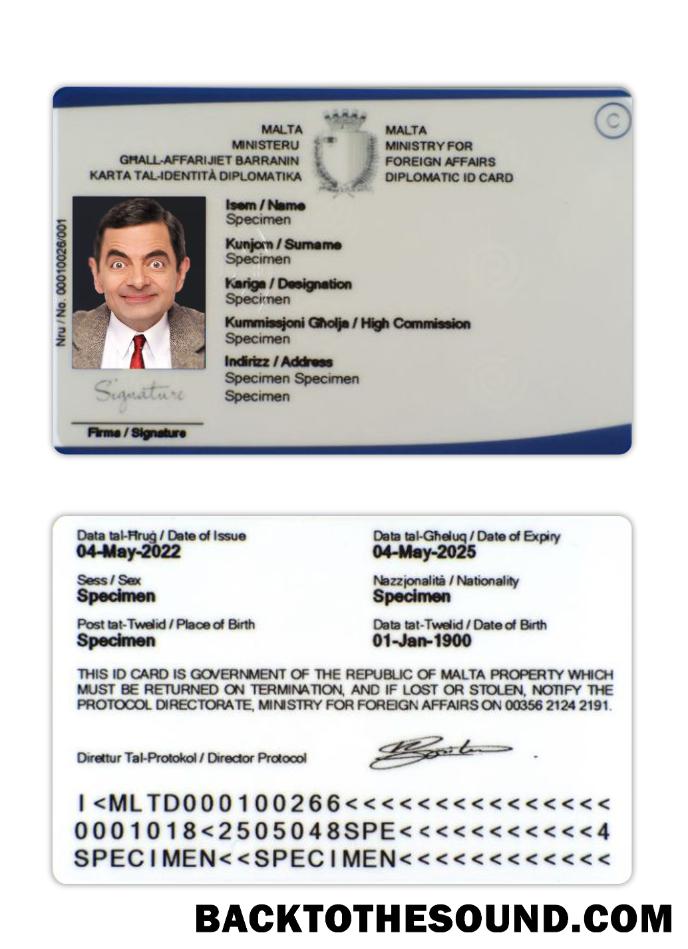 MALTA
MINISTERU
GĦALL-AFFARIJIET BARRANIN
KARTA TAL-IDENTITÀ DIPLOMATIKA
MALTA
MINISTRY FOR
FOREIGN AFFAIRS
DIPLOMATIC ID CARD
C
Isem / Name
Specimen
Kunjom / Surname
Specimen
Kariga / Designation
Specimen
Kummissjoni Għolja / High Commission
Specimen
Indirizz / Address
Specimen Specimen
Specimen
Nru / No. 00010026/001
Signature
Firma / Signature
Data tal-Ħruġ / Date of Issue
04-May-2022
Data tal-Għeluq / Date of Expiry
04-May-2025
Sess / Sex
Specimen
Nazzjonalità / Nationality
Specimen
Post tat-Twelid / Place of Birth
Specimen
Data tat-Twelid / Date of Birth
01-Jan-1900
THIS ID CARD IS GOVERNMENT OF THE REPUBLIC OF MALTA PROPERTY WHICH
MUST BE RETURNED ON TERMINATION, AND IF LOST OR STOLEN, NOTIFY THE
PROTOCOL DIRECTORATE, MINISTRY FOR FOREIGN AFFAIRS ON 00356 2124 2191.
Direttur Tal-Protokol / Director Protocol
I<MLTD000100266<<<<<<<<<<<<<<<
0001018<2505048SPE<<<<<<<<<<<4
SPECIMEN<<SPECIMEN<<<<<<<<<<<<
BACKTOTHESOUND.COM